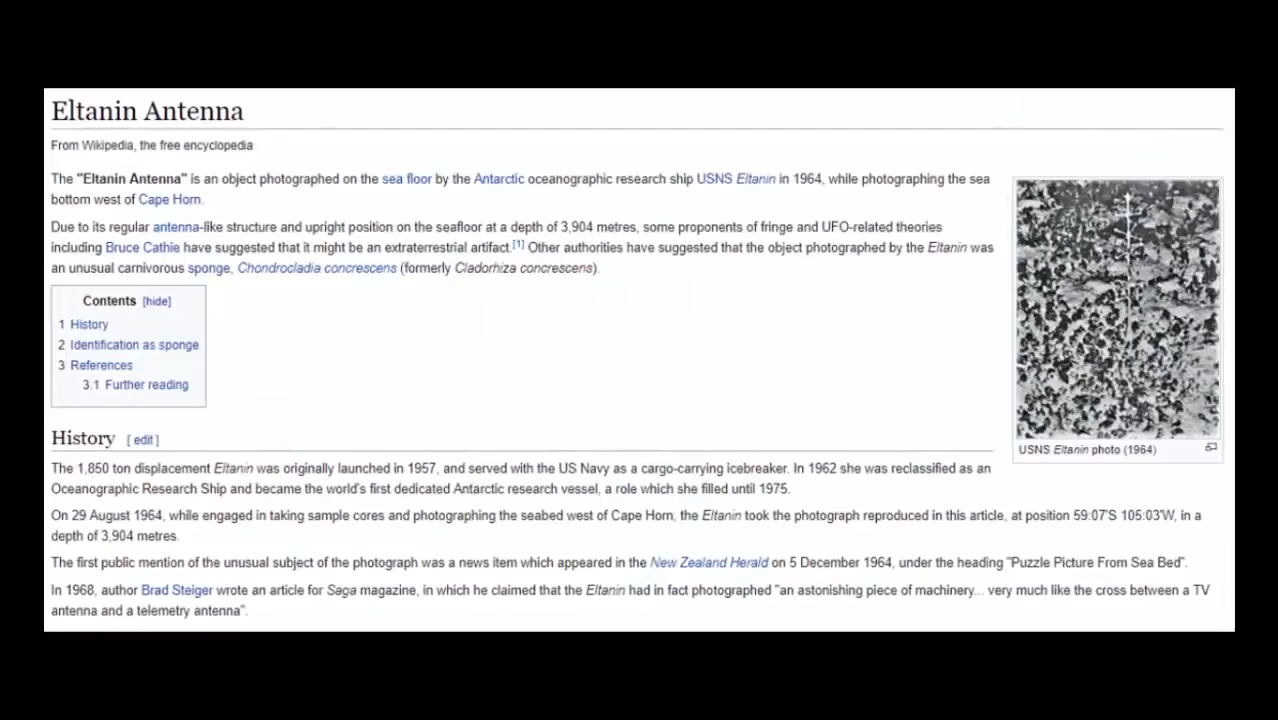 Eltanin Antenna
From Wikipedia, the free encyclopedia
The "Eltanin Antenna" is an object photographed on the sea floor by the Antarctic oceanographic research ship USNS Eltanin in 1964, while photographing the sea
bottom west of Cape Horn.
Due to its regular antenna-like structure and upright position on the seafloor at a depth of 3,904 metres, some proponents of fringe and UFO-related theories
including Bruce Cathie have suggested that it might be an extraterrestrial artifact.[1] Other authorities have suggested that the object photographed by the Eltanin was
an unusual carnivorous sponge, Chondrocladia concrescens (formerly Cladorhiza concrescens).
USNS Eltanin photo (1964)
Contents [hide]
1 History
2 Identification as sponge
3 References
3.1 Further reading
History [ edit ]
The 1,850 ton displacement Eltanin was originally launched in 1957, and served with the US Navy as a cargo-carrying icebreaker. In 1962 she was reclassified as an
Oceanographic Research Ship and became the world's first dedicated Antarctic research vessel, a role which she filled until 1975.
On 29 August 1964, while engaged in taking sample cores and photographing the seabed west of Cape Horn, the Eltanin took the photograph reproduced in this article, at position 59:07'S 105:03'W, in a
depth of 3,904 metres.
The first public mention of the unusual subject of the photograph was a news item which appeared in the New Zealand Herald on 5 December 1964, under the heading "Puzzle Picture From Sea Bed".
In 1968, author Brad Steiger wrote an article for Saga magazine, in which he claimed that the Eltanin had in fact photographed "an astonishing piece of machinery... very much like the cross between a TV
antenna and a telemetry antenna".